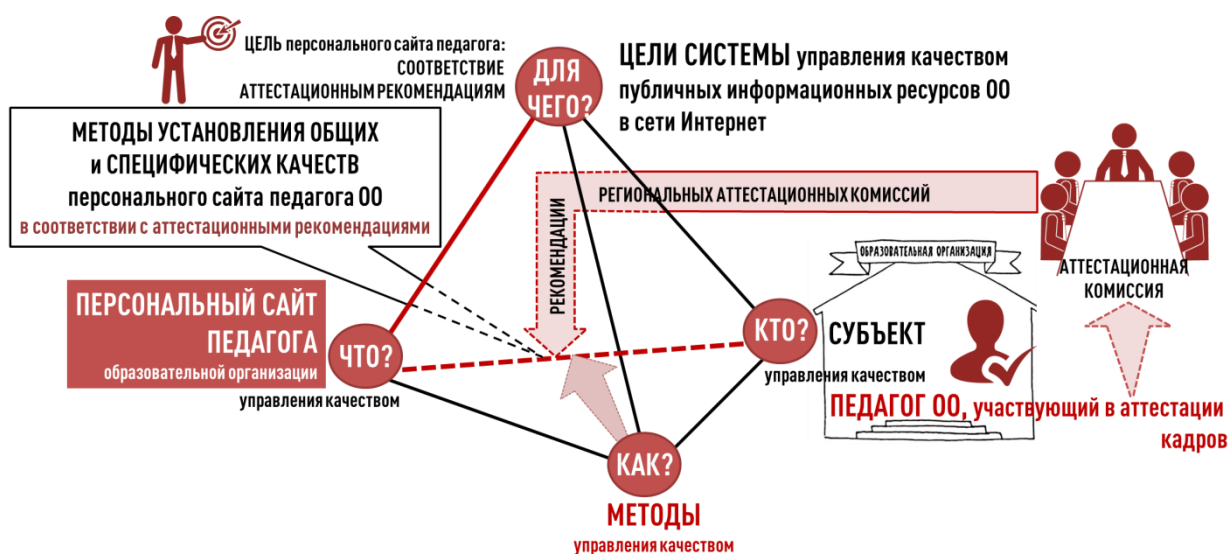 ЦЕЛЬ персонального сайта педагога:
СООТВЕТСТВИЕ
АТТЕСТАЦИОННЫМ РЕКОМЕНДАЦИЯМ
ДЛЯ
ЧЕГО?
ЦЕЛИ СИСТЕМЫ управления качеством
публичных информационных ресурсов ОО
в сети Интернет
МЕТОДЫ УСТАНОВЛЕНИЯ ОБЩИХ
и СПЕЦИФИЧЕСКИХ КАЧЕСТВ
персонального сайта педагога ОО
в соответствии с аттестационными рекомендациями
РЕГИОНАЛЬНЫХ АТТЕСТАЦИОННЫХ КОМИССИЙ
РЕКОМЕНДАЦИИ
ОБРАЗОВАТЕЛЬНАЯ ОРГАНИЗАЦИЯ
АТТЕСТАЦИОННАЯ
КОМИССИЯ
ПЕРСОНАЛЬНЫЙ САЙТ
ПЕДАГОГА
образовательной организации
ЧТО?
управления качеством
КТО?
СУБЪЕКТ
управления качеством
ПЕДАГОГ ОО, участвующий в аттестации
кадров
КАК?
МЕТОДЫ
управления качеством